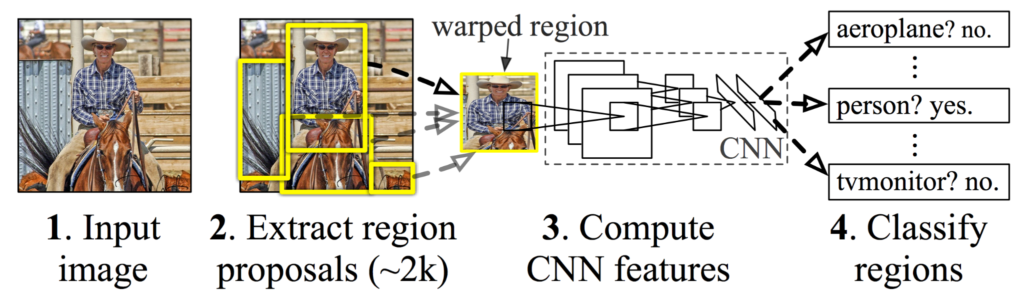 warped region
aeroplane? no.
⋮
person? yes.
⋮
CNN
tvmonitor? no.
1. Input
image
2. Extract region
proposals (~2k)
3. Compute
CNN features
4. Classify
regions